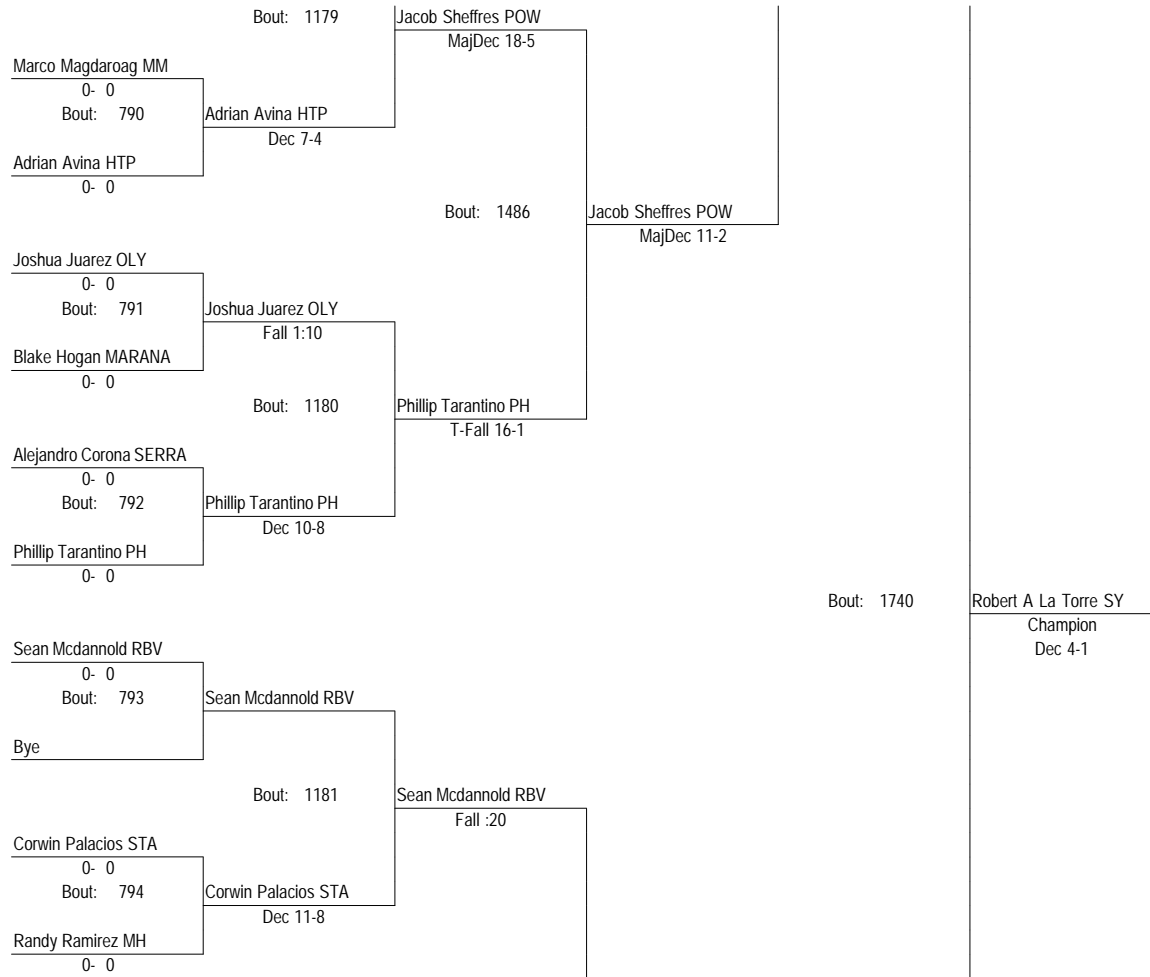 Bout: 1179 Jacob Sheffres POW
MajDec 18-5
Marco Magdaroag MM
0- 0
Bout: 790 Adrian Avina HTP
Dec 7-4
Adrian Avina HTP
0- 0
Bout: 1486 Jacob Sheffres POW
MajDec 11-2
Joshua Juarez OLY
0- 0
Bout: 791 Joshua Juarez OLY
Fall 1:10
Blake Hogan MARANA
0- 0
Bout: 1180 Phillip Tarantino PH
T-Fall 16-1
Alejandro Corona SERRA
0- 0
Bout: 792 Phillip Tarantino PH
Dec 10-8
Phillip Tarantino PH
0- 0
Bout: 1740 Robert A La Torre SY
Champion
Dec 4-1
Sean Mcdannold RBV
0- 0
Bout: 793 Sean Mcdannold RBV
Bye
Bout: 1181 Sean Mcdannold RBV
Fall :20
Corwin Palacios STA
0- 0
Bout: 794 Corwin Palacios STA
Dec 11-8
Randy Ramirez MH
0- 0